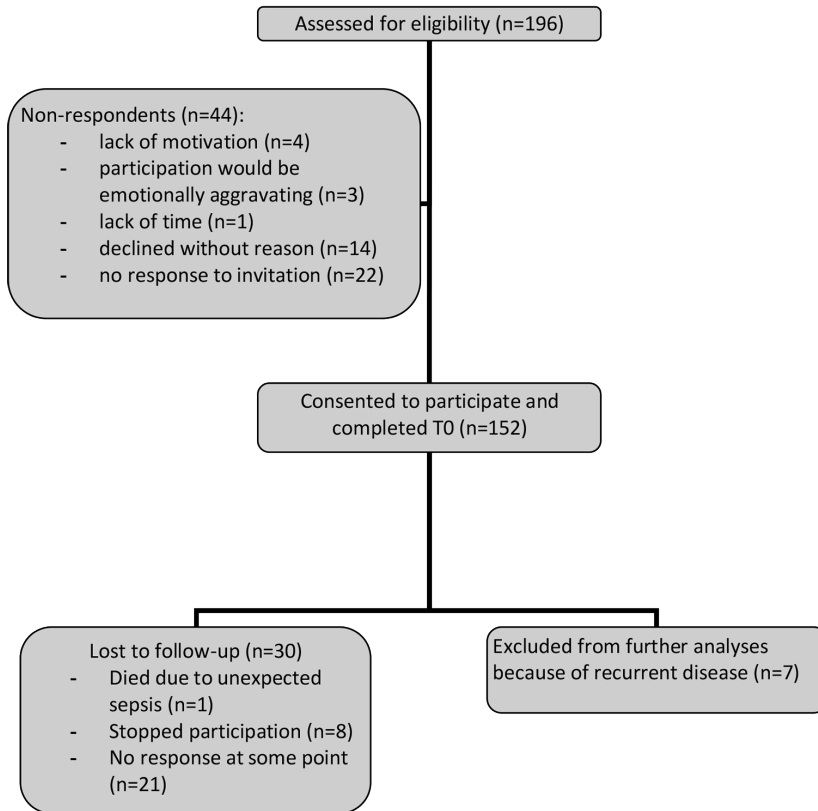 Assessed for eligibility (n=196)
Non-respondents (n=44):
- lack of motivation (n=4)
- participation would be
emotionally aggravating (n=3)
- lack of time (n=1)
- declined without reason (n=14)
- no response to invitation (n=22)
Consented to participate and
completed T0 (n=152)
Lost to follow-up (n=30)
- Died due to unexpected
sepsis (n=1)
- Stopped participation (n=8)
- No response at some point
(n=21)
Excluded from further analyses
because of recurrent disease (n=7)